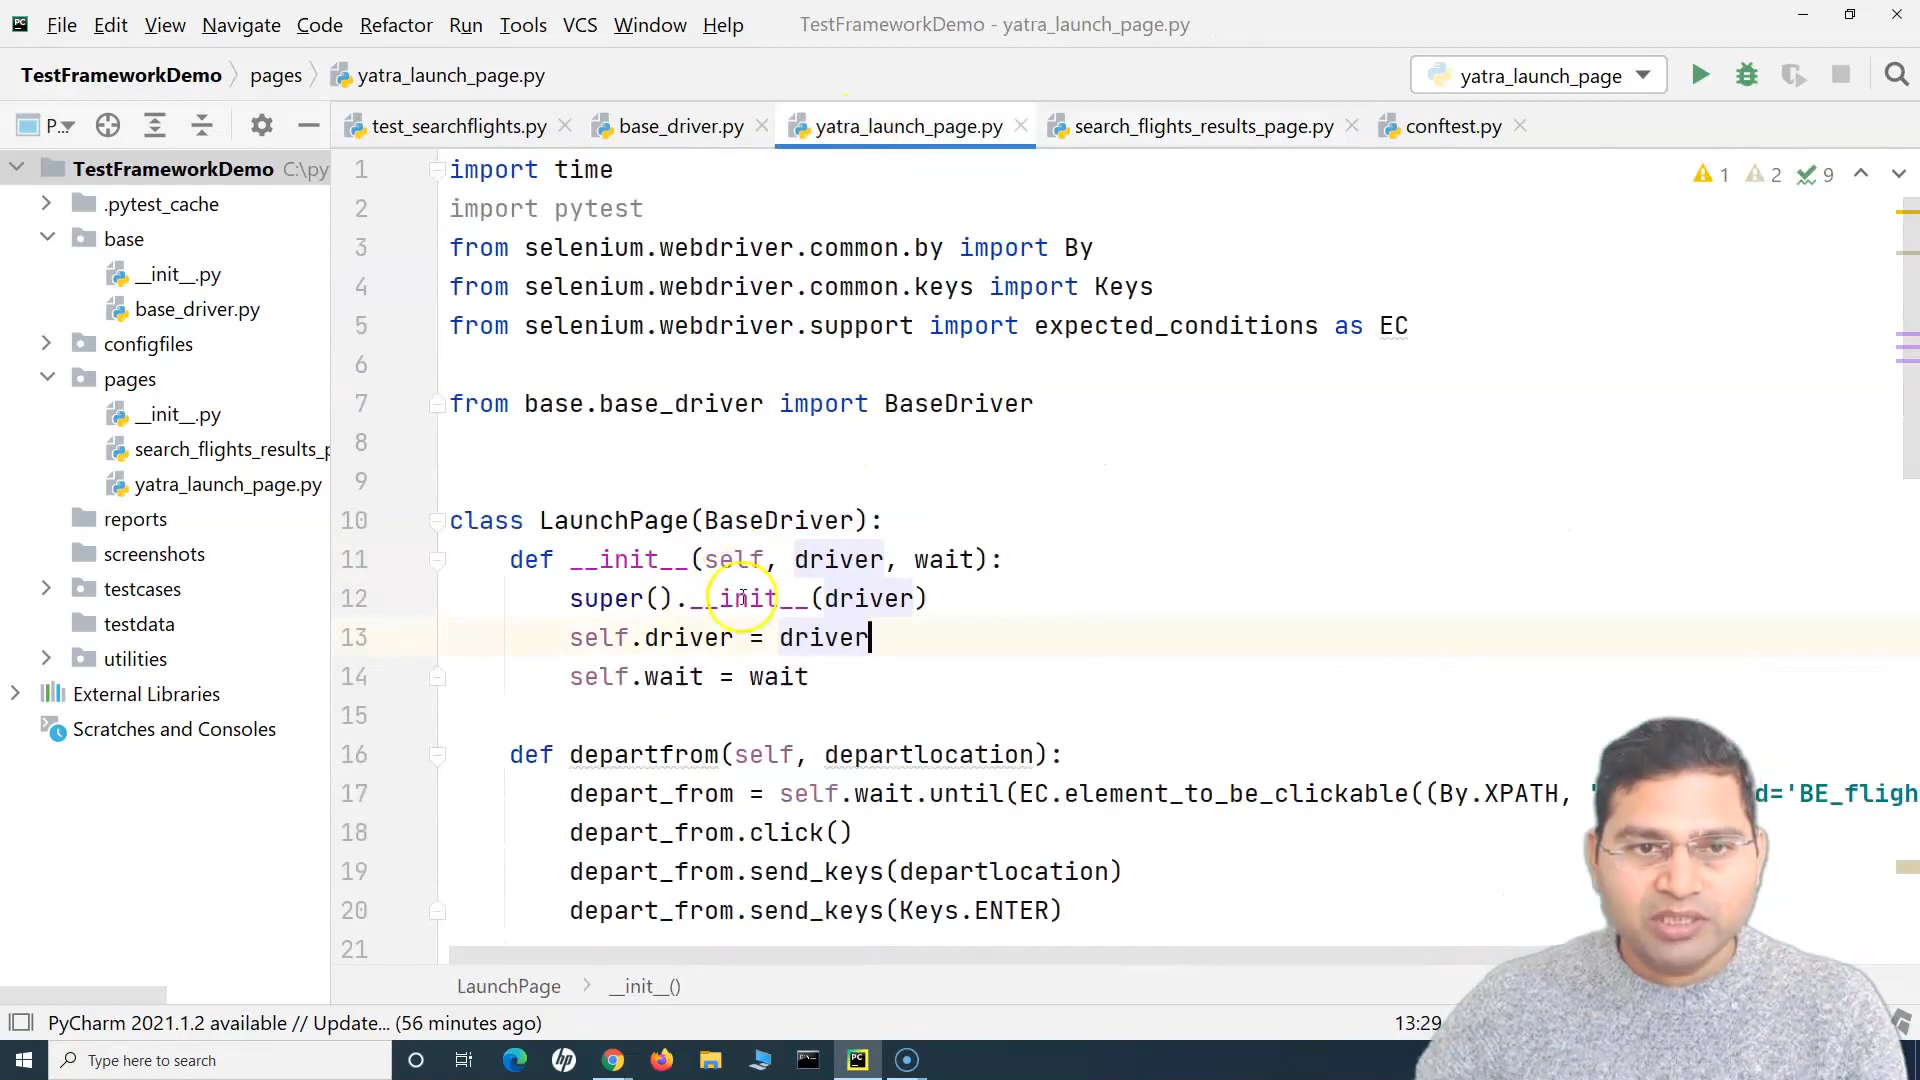 File Edit View Navigate Code Refactor Run Tools VCS Window Help TestFrameworkDemo - yatra_launch_page.py
TestFrameworkDemo pages yatra_launch_page.py yatra_launch_page
P... test_searchflights.py base_driver.py yatra_launch_page.py search_flights_results_page.py conftest.py
TestFrameworkDemo C:\py
.pytest_cache
base
__init__.py
base_driver.py
configfiles
pages
__init__.py
search_flights_results_p
yatra_launch_page.py
reports
screenshots
testcases
testdata
utilities
External Libraries
Scratches and Consoles
1 2 9
1 import time
2 import pytest
3 from selenium.webdriver.common.by import By
4 from selenium.webdriver.common.keys import Keys
5 from selenium.webdriver.support import expected_conditions as EC
6
7 from base.base_driver import BaseDriver
8
9
10 class LaunchPage(BaseDriver):
11 def __init__(self, driver, wait):
12 super().__init__(driver)
13 self.driver = driver
14 self.wait = wait
15
16 def departfrom(self, departlocation):
17 depart_from = self.wait.until(EC.element_to_be_clickable((By.XPATH, " d='BE_fligh
18 depart_from.click()
19 depart_from.send_keys(departlocation)
20 depart_from.send_keys(Keys.ENTER)
21
LaunchPage __init__()
PyCharm 2021.1.2 available // Update... (56 minutes ago) 13:29
Type here to search